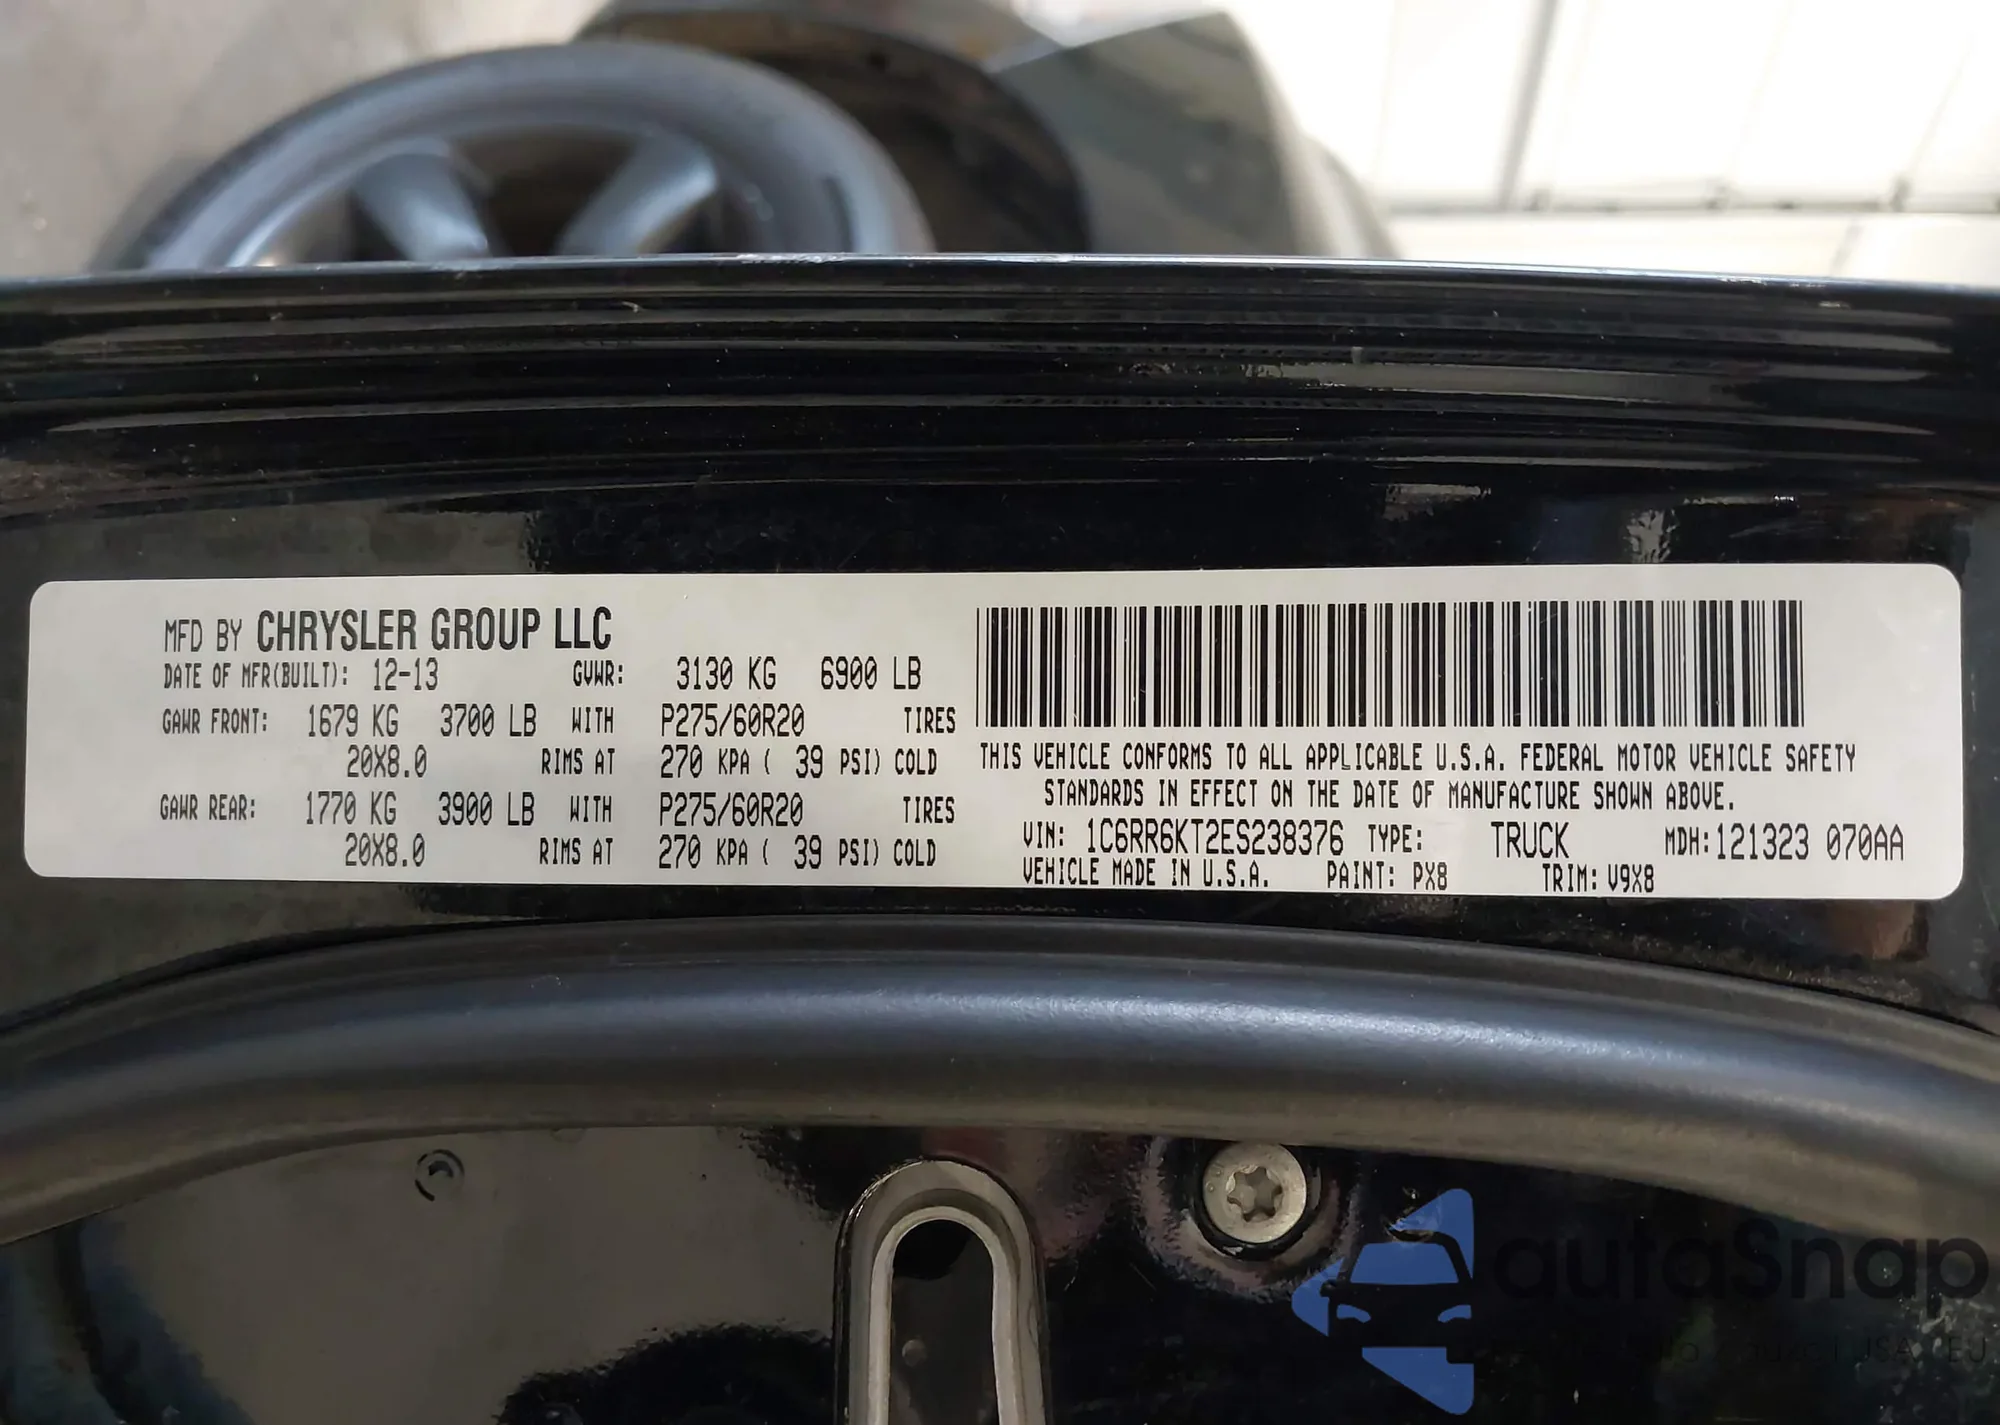 MFD BY CHRYSLER GROUP LLC
DATE OF MFR(BUILT): 12-13 GVWR: 3130 KG 6900 LB
GAWR FRONT: 1679 KG 3700 LB WITH P275/60R20 TIRES
20X8.0 RIMS AT 270 KPA ( 39 PSI) COLD
GAWR REAR: 1770 KG 3900 LB WITH P275/60R20 TIRES
20X8.0 RIMS AT 270 KPA ( 39 PSI) COLD
THIS VEHICLE CONFORMS TO ALL APPLICABLE U.S.A. FEDERAL MOTOR VEHICLE SAFETY
STANDARDS IN EFFECT ON THE DATE OF MANUFACTURE SHOWN ABOVE.
VIN: 1C6RR6KT2ES238376 TYPE: TRUCK MDH:121323 070AA
VEHICLE MADE IN U.S.A. PAINT: PX8 TRIM: V9X8
autaSnap
USA
EU